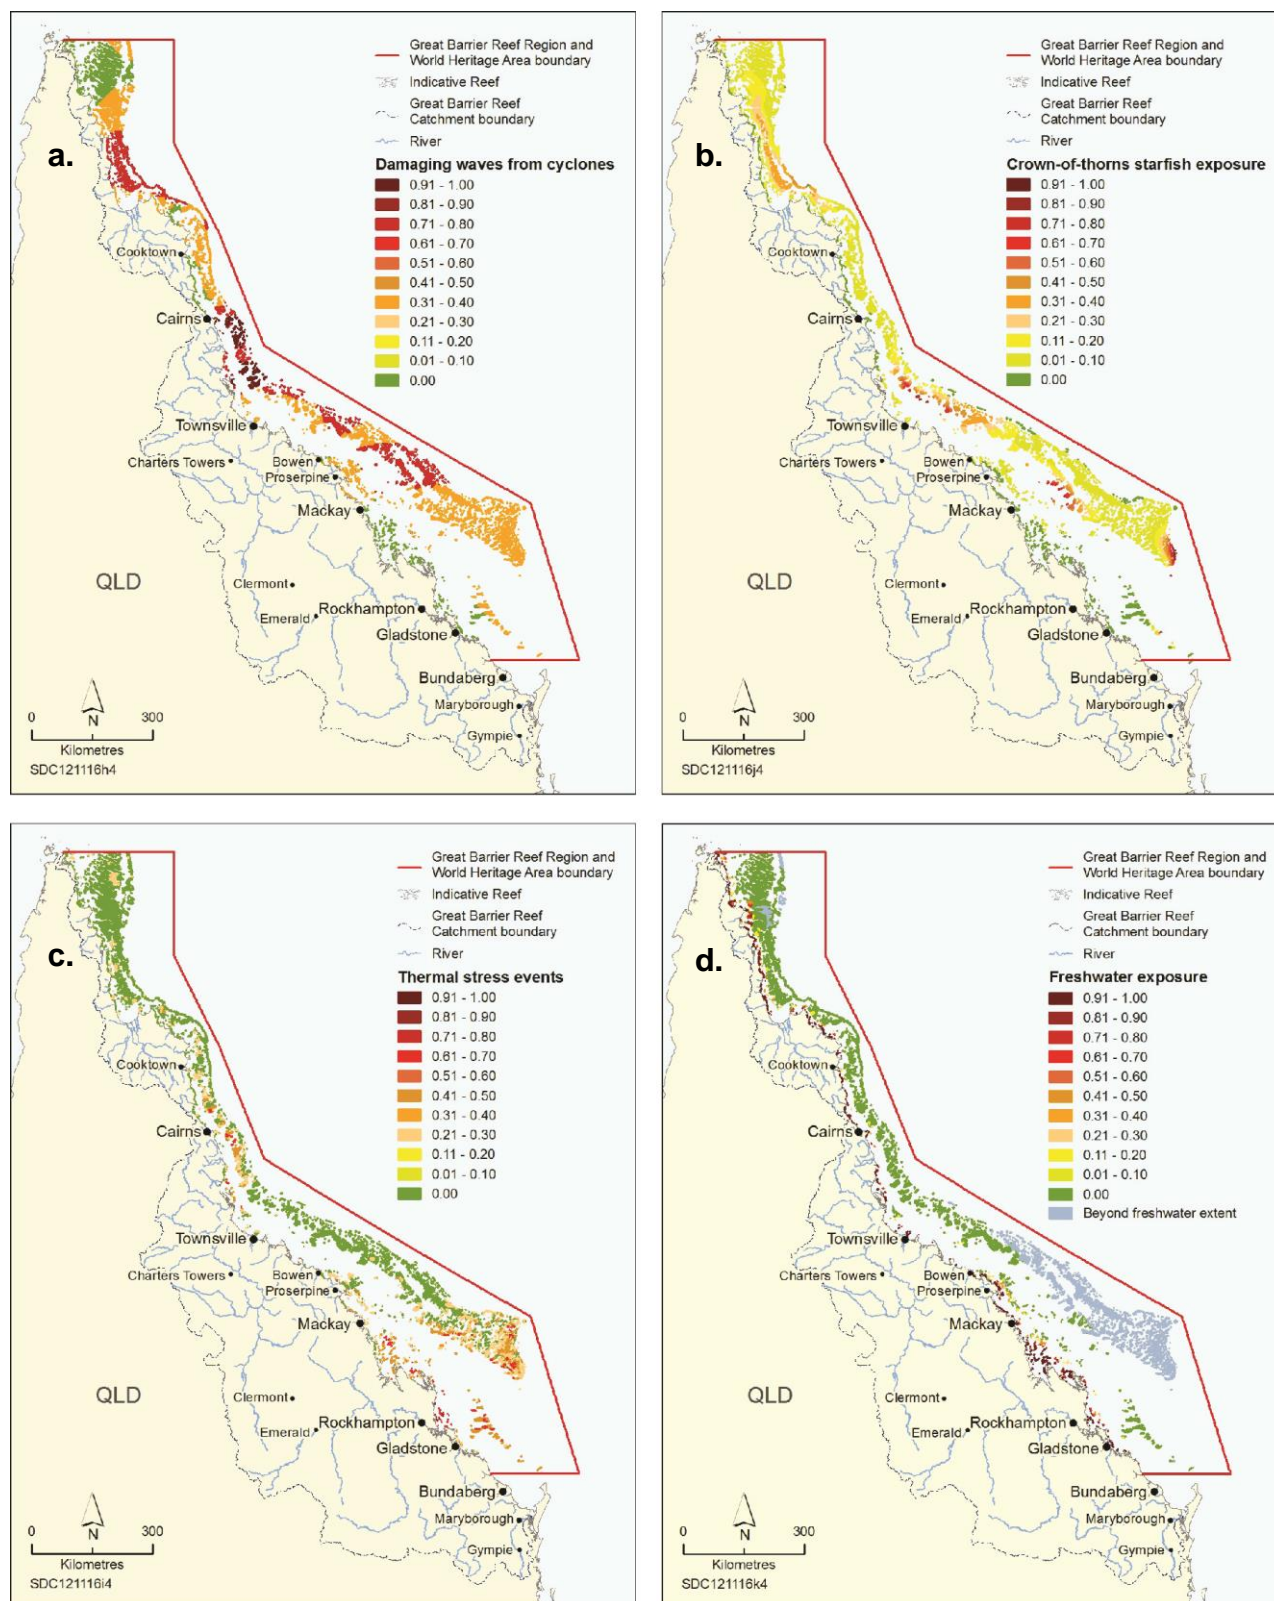 a.
Great Barrier Reef Region and
World Heritage Area boundary
Indicative Reef
Great Barrier Reef
Catchment boundary
River
Damaging waves from cyclones
0.91 - 1.00
0.81 - 0.90
0.71 - 0.80
0.61 - 0.70
0.51 - 0.60
0.41 - 0.50
0.31 - 0.40
0.21 - 0.30
0.11 - 0.20
0.01 - 0.10
0.00
Cooktown
Cairns
Townsville
Charters Towers
Bowen
Proserpine
Mackay
QLD
Clermont
Emerald
Rockhampton
Gladstone
Bundaberg
Maryborough
Gympie
0 300
N
Kilometres
SDC121116h4
b.
Great Barrier Reef Region and
World Heritage Area boundary
Indicative Reef
Great Barrier Reef
Catchment boundary
River
Crown-of-thorns starfish exposure
0.91 - 1.00
0.81 - 0.90
0.71 - 0.80
0.61 - 0.70
0.51 - 0.60
0.41 - 0.50
0.31 - 0.40
0.21 - 0.30
0.11 - 0.20
0.01 - 0.10
0.00
Cooktown
Cairns
Townsville
Charters Towers
Bowen
Proserpine
Mackay
QLD
Clermont
Emerald
Rockhampton
Gladstone
Bundaberg
Maryborough
Gympie
0 300
N
Kilometres
SDC121116j4
c.
Great Barrier Reef Region and
World Heritage Area boundary
Indicative Reef
Great Barrier Reef
Catchment boundary
River
Thermal stress events
0.91 - 1.00
0.81 - 0.90
0.71 - 0.80
0.61 - 0.70
0.51 - 0.60
0.41 - 0.50
0.31 - 0.40
0.21 - 0.30
0.11 - 0.20
0.01 - 0.10
0.00
Cooktown
Cairns
Townsville
Charters Towers
Bowen
Proserpine
Mackay
QLD
Clermont
Emerald
Rockhampton
Gladstone
Bundaberg
Maryborough
Gympie
0 300
N
Kilometres
SDC121116i4
d.
Great Barrier Reef Region and
World Heritage Area boundary
Indicative Reef
Great Barrier Reef
Catchment boundary
River
Freshwater exposure
0.91 - 1.00
0.81 - 0.90
0.71 - 0.80
0.61 - 0.70
0.51 - 0.60
0.41 - 0.50
0.31 - 0.40
0.21 - 0.30
0.11 - 0.20
0.01 - 0.10
0.00
Beyond freshwater extent
Cooktown
Cairns
Townsville
Charters Towers
Bowen
Proserpine
Mackay
QLD
Clermont
Emerald
Rockhampton
Gladstone
Bundaberg
Maryborough
Gympie
0 300
N
Kilometres
SDC121116k4